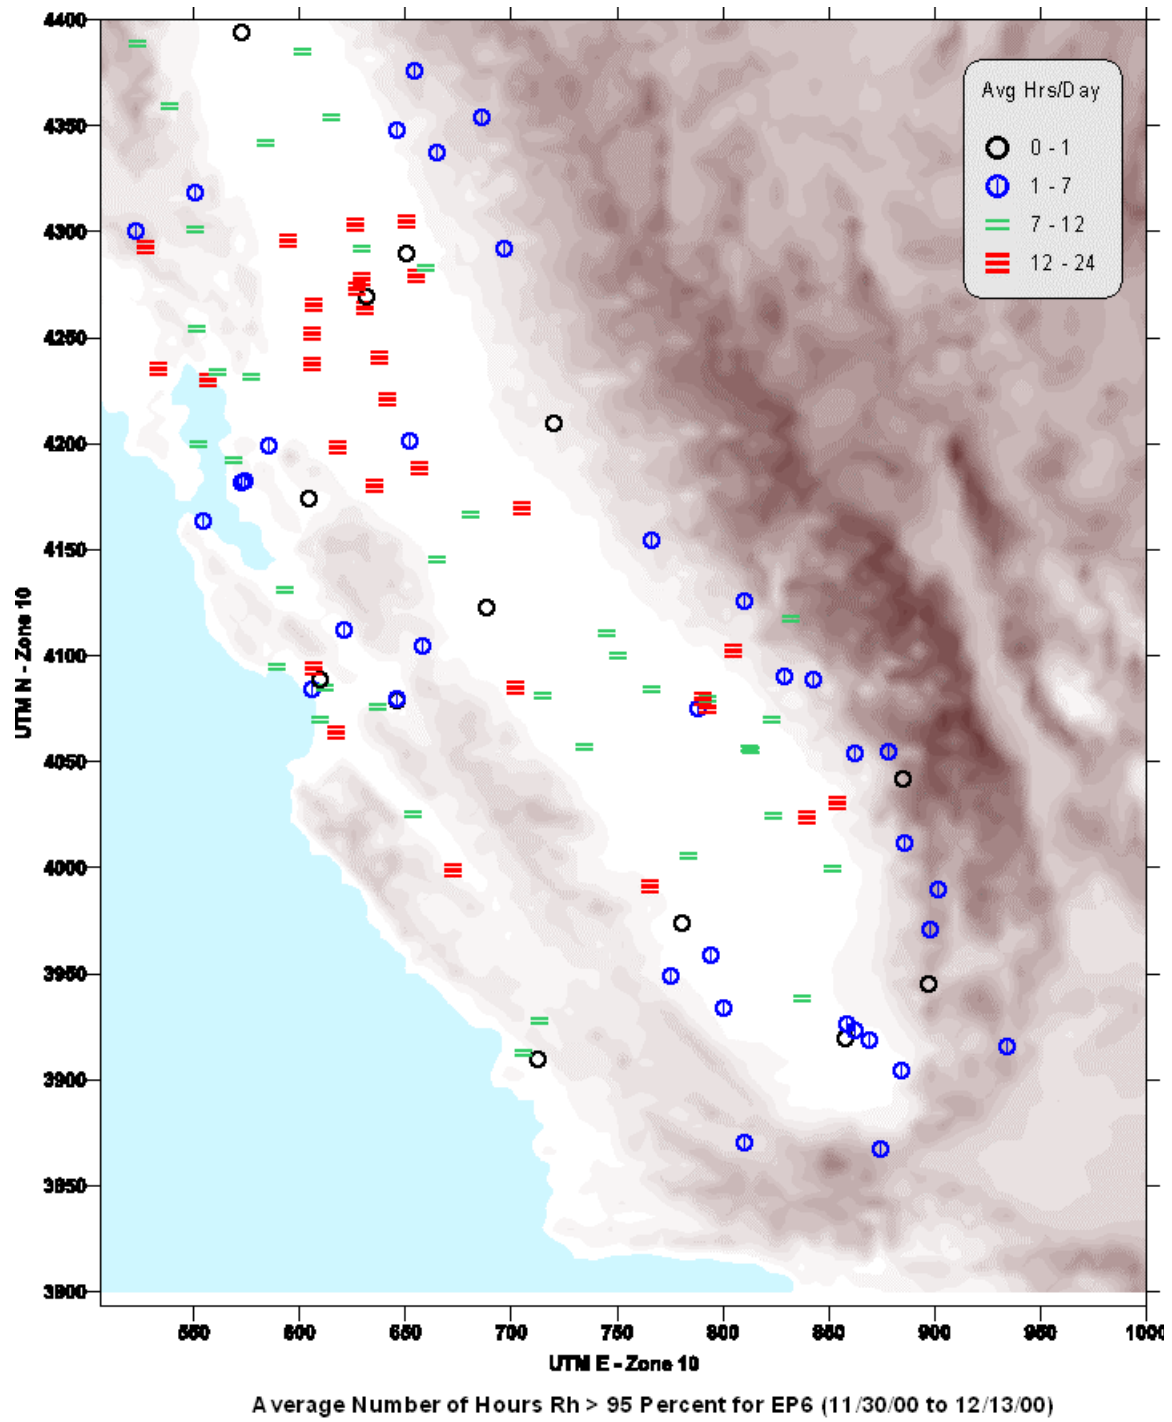 4400
4350
4300
4250
4200
4150
4100
4050
4000
3950
3900
3850
3800
UTM N - Zone 10
Avg Hrs/Day
0 - 1
1 - 7
7 - 12
12 - 24
550 600 650 700 750 800 850 900 950 1000
UTM E - Zone 10
Average Number of Hours Rh > 95 Percent for EP6 (11/30/00 to 12/13/00)